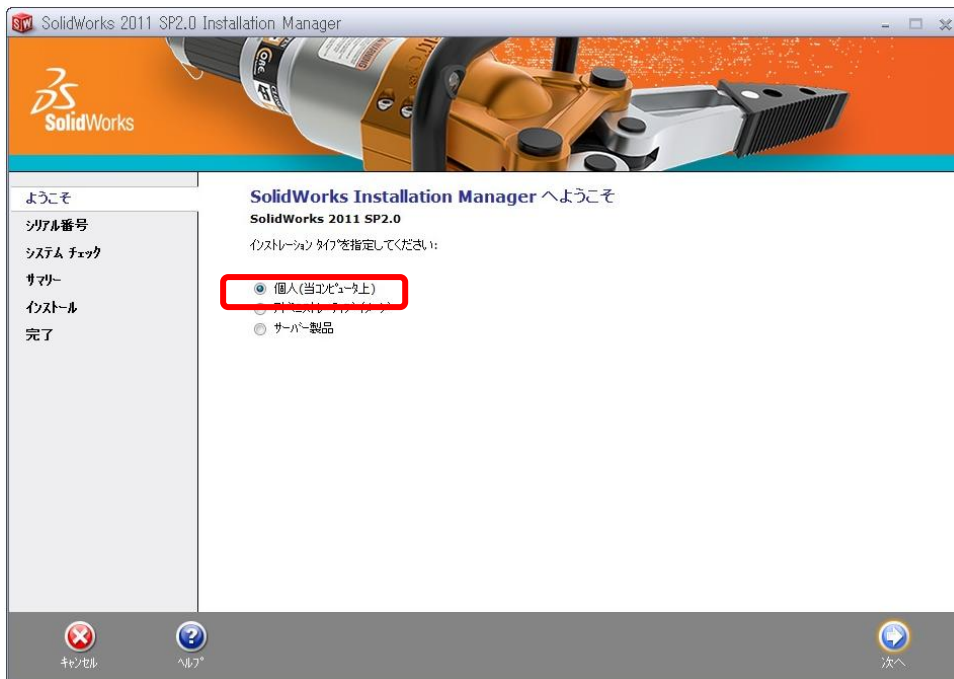 SolidWorks 2011 SP2.0 Installation Manager
SolidWorks
ようこそ
シリアル番号
システム チェック
サマリー
インストール
完了
SolidWorks Installation Manager へようこそ
SolidWorks 2011 SP2.0
インストレーション タイプを指定してください:
個人(当コンピュータ上)
サーバー製品
キャンセル
ヘルプ
次へ